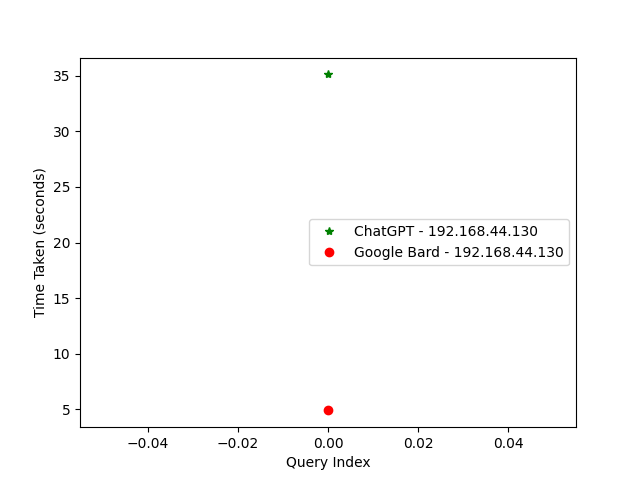 35
30
25
20
15
10
5
Time Taken (seconds)
ChatGPT - 192.168.44.130
Google Bard - 192.168.44.130
−0.04 −0.02 0.00 0.02 0.04
Query Index